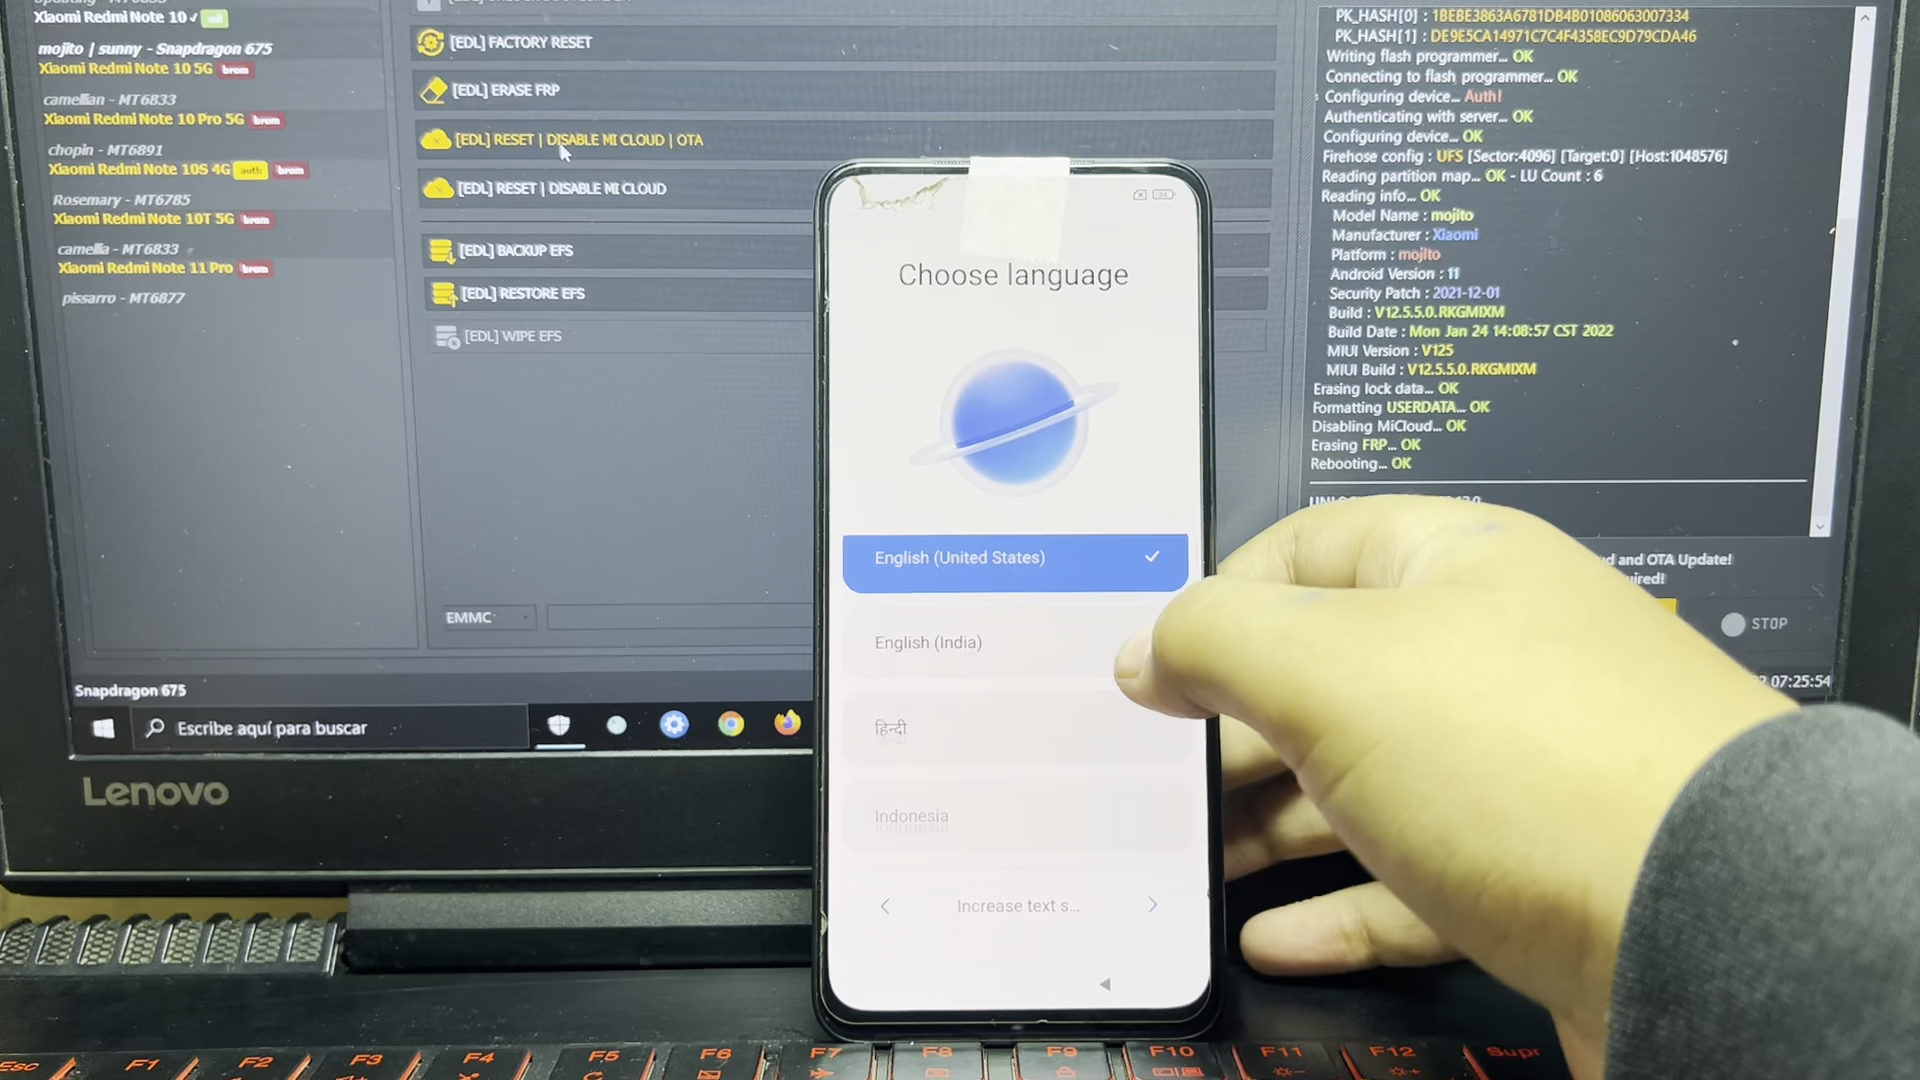 Xiaomi Redmi Note 10
mojito | sunny - Snapdragon 675
Xiaomi Redmi Note 10 5G brom
camellian - MT6833
Xiaomi Redmi Note 10 Pro 5G brom
chopin - MT6891
Xiaomi Redmi Note 10S 4G auth brom
Rosemary - MT6785
Xiaomi Redmi Note 10T 5G brom
camellia - MT6833
Xiaomi Redmi Note 11 Pro brom
pissarro - MT6877
[EDL] FACTORY RESET
[EDL] ERASE FRP
[EDL] RESET | DISABLE MI CLOUD | OTA
[EDL] RESET | DISABLE MI CLOUD
[EDL] BACKUP EFS
[EDL] RESTORE EFS
[EDL] WIPE EFS
EMMC
PK_HASH[0] : 1BEBE3863A6781DB4B01086063007334
PK_HASH[1] : DE9E5CA14971C7C4F4358EC9D79CDA46
Writing flash programmer... OK
Connecting to flash programmer... OK
Configuring device... Auth!
Authenticating with server... OK
Configuring device... OK
Firehose config : UFS [Sector:4096] [Target:0] [Host:1048576]
Reading partition map... OK - LU Count : 6
Reading info... OK
Model Name : mojito
Manufacturer : Xiaomi
Platform : mojito
Android Version : 11
Security Patch : 2021-12-01
Build : V12.5.5.0.RKGMIXM
Build Date : Mon Jan 24 14:08:57 CST 2022
MIUI Version : V125
MIUI Build : V12.5.5.0.RKGMIXM
Erasing lock data... OK
Formatting USERDATA... OK
Disabling MiCloud... OK
Erasing FRP... OK
Rebooting... OK
and OTA Update!
STOP
07:25:54
Snapdragon 675
Escribe aquí para buscar
Lenovo
Choose language
English (United States)
English (India)
हिन्दी
Indonesia
Increase text s...
Esc F1 F2 F3 F4 F5 F6 F7 F8 F9 F10 F11 F12 Supr